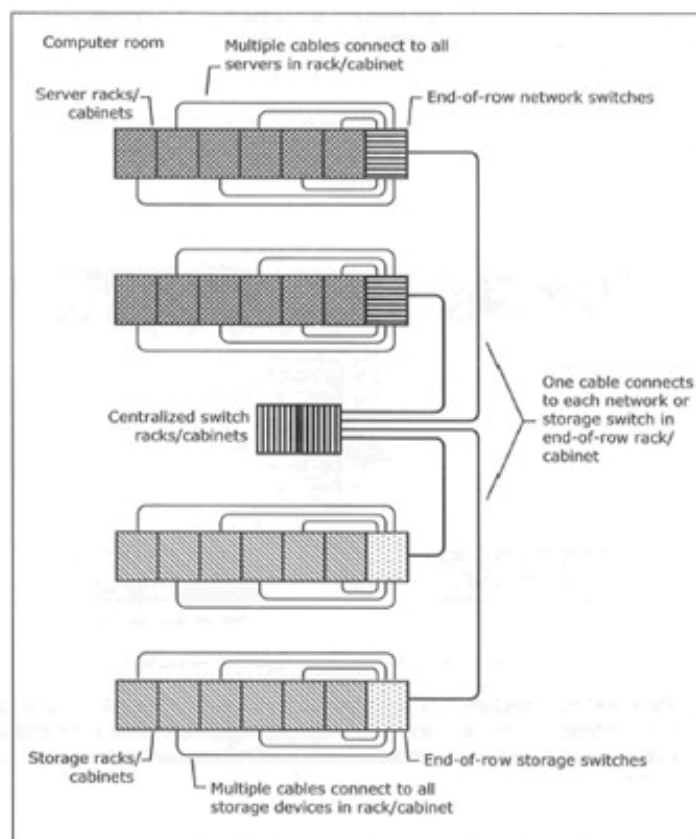 Computer room
Multiple cables connect to all
servers in rack/cabinet
Server racks/
cabinets
End-of-row network switches
Centralized switch
racks/cabinets
One cable connects
to each network or
storage switch in
end-of-row rack/
cabinet
Storage racks/
cabinets
End-of-row storage switches
Multiple cables connect to all
storage devices in rack/cabinet